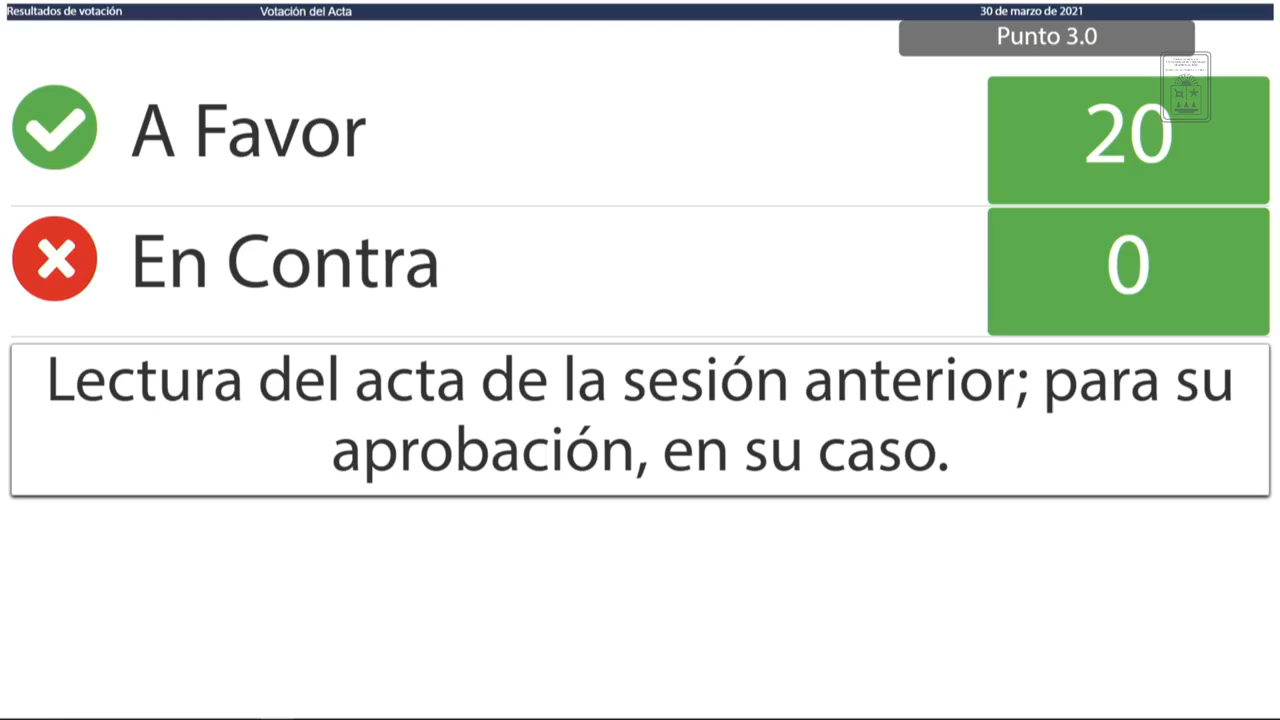 Resultados de votación Votación del Acta 30 de marzo de 2021
Punto 3.0
A Favor 20
En Contra 0
Lectura del acta de la sesión anterior; para su
aprobación, en su caso.